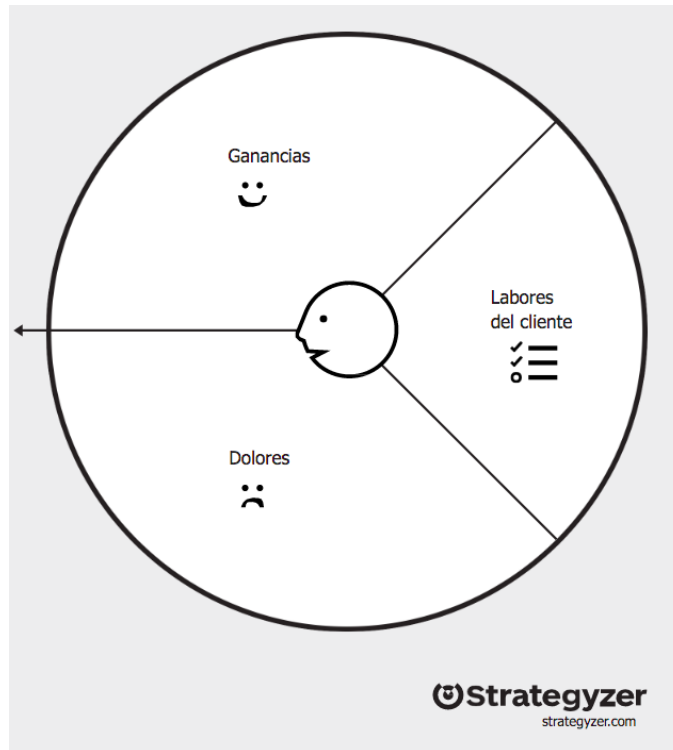 Ganancias
Labores
del cliente
Dolores
Strategyzer
strategyzer.com